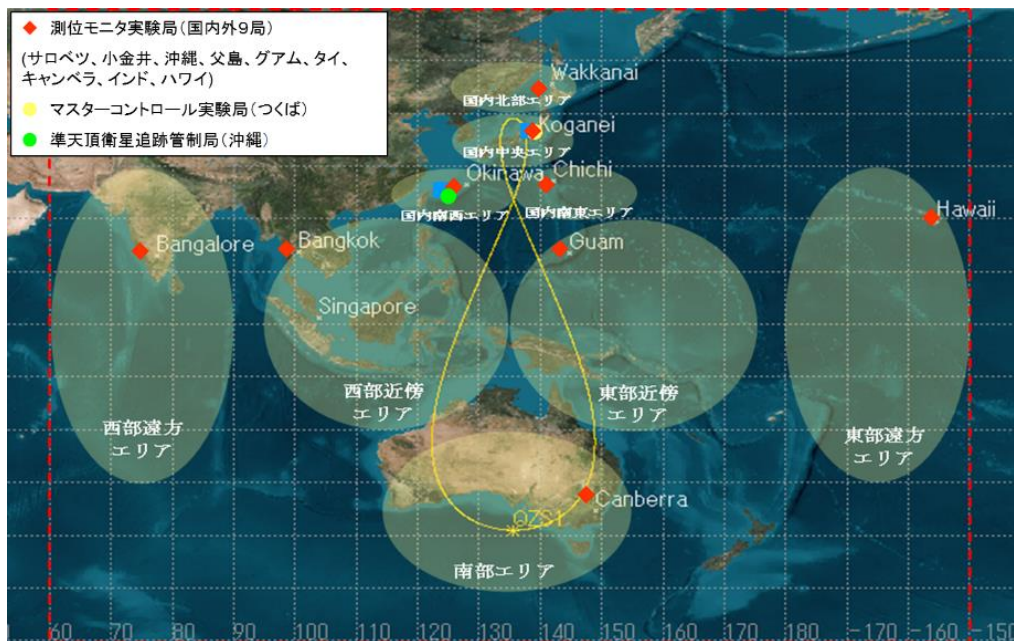 測位モニタ実験局(国内外9局)
(サロベツ、小金井、沖縄、父島、グアム、タイ、
キャンベラ、インド、ハワイ)
マスターコントロール実験局(つくば)
準天頂衛星追跡管制局(沖縄)
Wakkanai
国内北部エリア
Koganei
国内中央エリア
Okinawa
Chichi
国内南西エリア
国内南東エリア
Hawaii
Bangalore
Bangkok
Guam
Singapore
西部近傍
エリア
東部近傍
エリア
西部遠方
エリア
東部遠方
エリア
Canberra
QZS1
南部エリア
60 70 80 90 100 110 120 130 140 150 160 170 180 -170 -160 -150